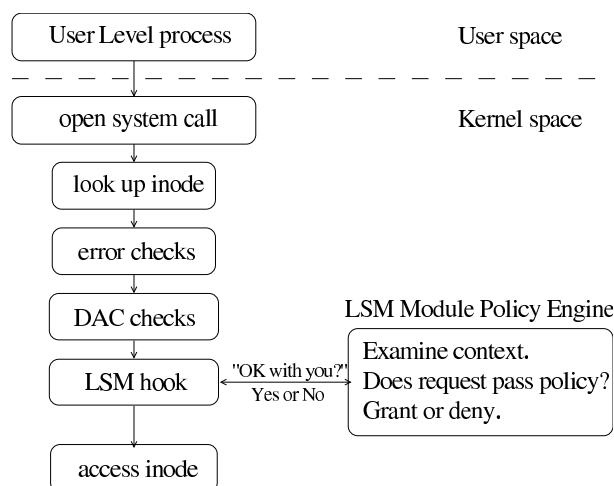 User Level process
User space
open system call
Kernel space
look up inode
error checks
DAC checks
LSM Module Policy Engine
LSM hook
"OK with you?"
Yes or No
Examine context.
Does request pass policy?
Grant or deny.
access inode